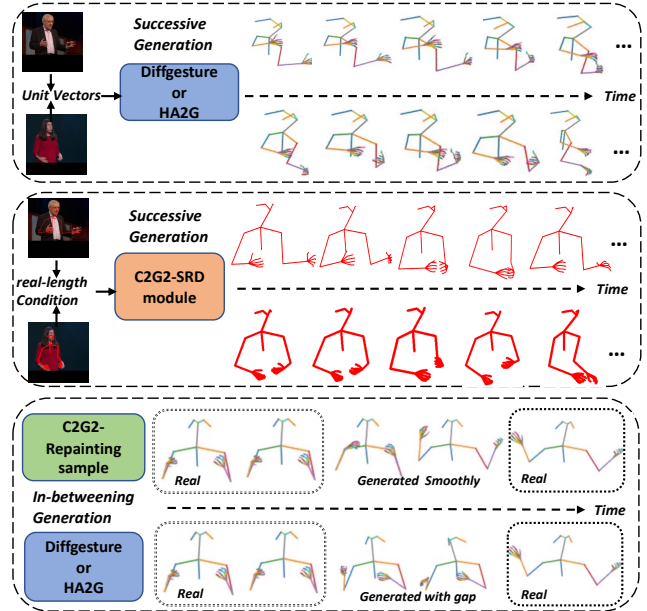 Successive
Generation
Unit Vectors
Diffgesture
or
HA2G
...
Time
...
Successive
Generation
real-length
Condition
C2G2-SRD
module
...
Time
...
C2G2-
Repainting
sample
Real
Generated Smoothly
Real
In-betweening
Generation
Time
Diffgesture
or
HA2G
Real
Generated with gap
Real